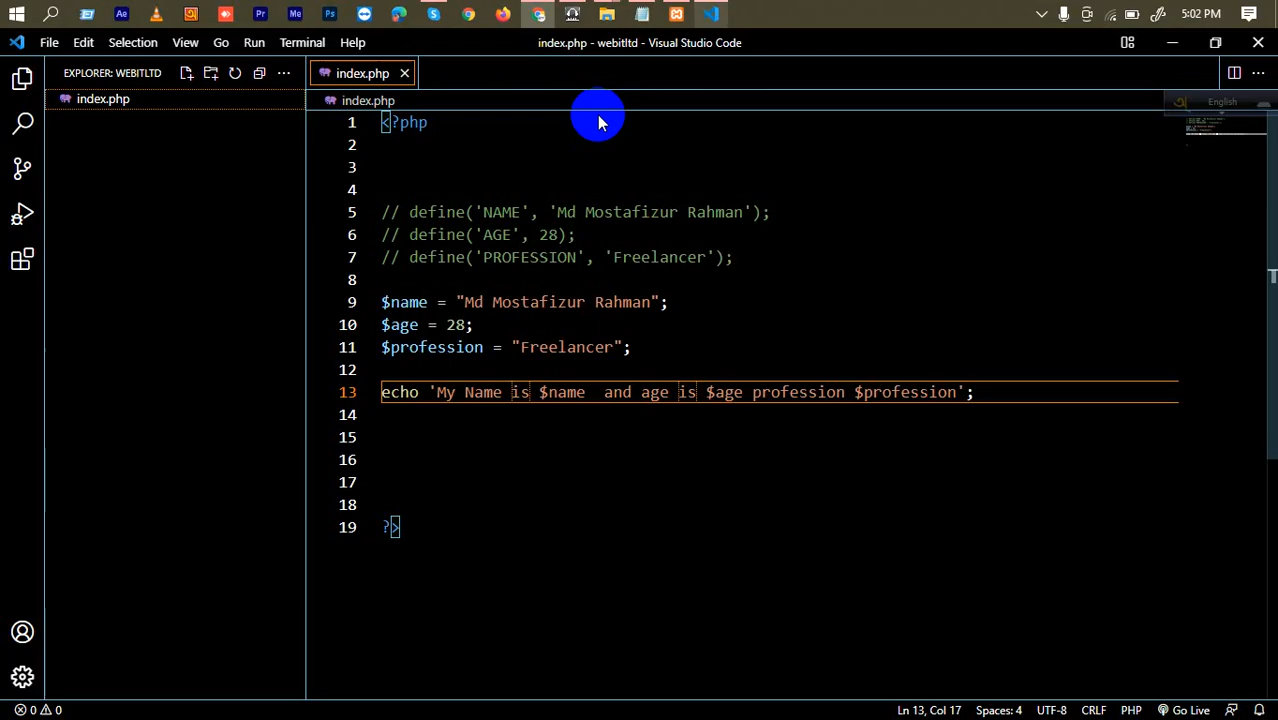 5:02 PM
File Edit Selection View Go Run Terminal Help
index.php - webitltd - Visual Studio Code
EXPLORER: WEBITLTD
index.php
index.php
index.php
English
1 <?php
2
3
4
5 // define('NAME', 'Md Mostafizur Rahman');
6 // define('AGE', 28);
7 // define('PROFESSION', 'Freelancer');
8
9 $name = "Md Mostafizur Rahman";
10 $age = 28;
11 $profession = "Freelancer";
12
13 echo 'My Name is $name  and age is $age profession $profession';
14
15
16
17
18
19 ?>
0 0
Ln 13, Col 17 Spaces: 4 UTF-8 CRLF PHP Go Live